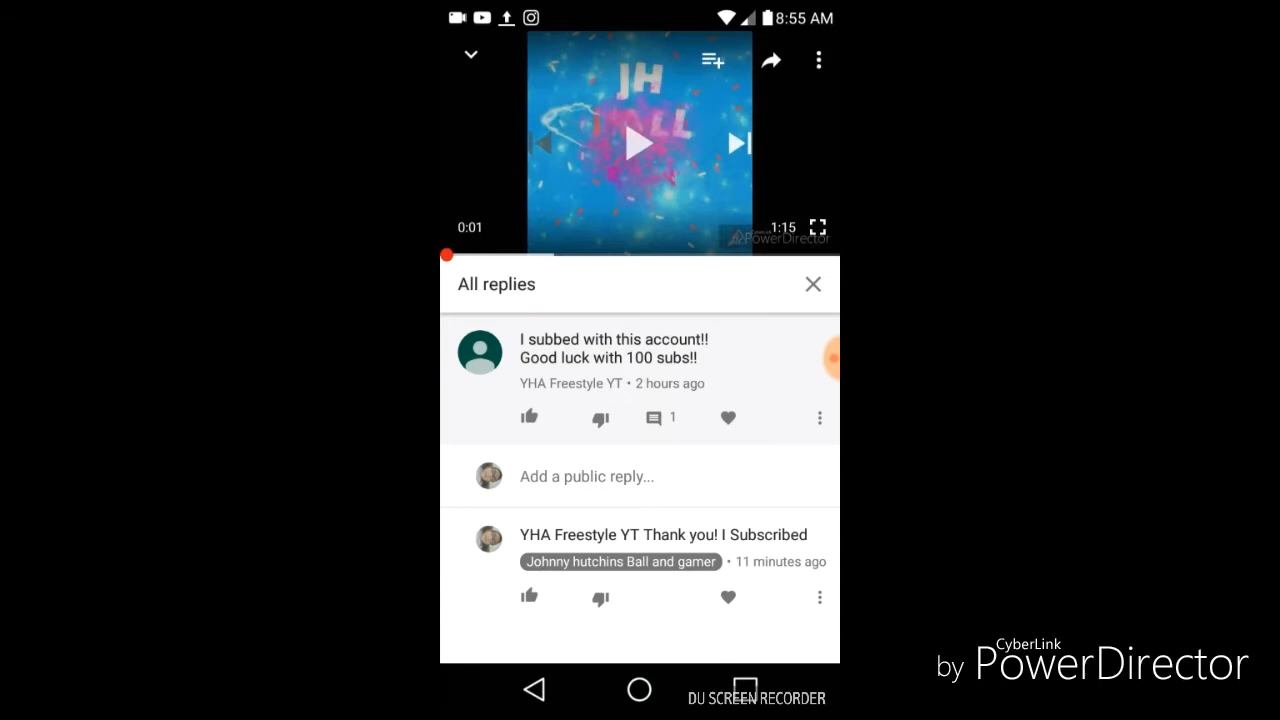 8:55 AM
JH
BALL
0:01
1:15
PowerDirector
All replies
I subbed with this account!!
Good luck with 100 subs!!
YHA Freestyle YT • 2 hours ago
1
Add a public reply...
YHA Freestyle YT Thank you! I Subscribed
Johnny hutchins Ball and gamer • 11 minutes ago
CyberLink
by PowerDirector
DU SCREEN RECORDER